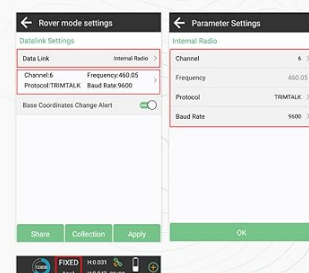 Rover mode settings
Datalink Settings
Data Link Internal Radio
Channel:6 Frequency:460.05
Protocol:TRIMTALK Baud Rate:9600
Base Coordinates Change Alert
Share Collection Apply
FIXED H:0.031
Parameter Settings
Internal Radio
Channel 6
Frequency 460.05
Protocol TRIMTALK
Baud Rate 9600
OK